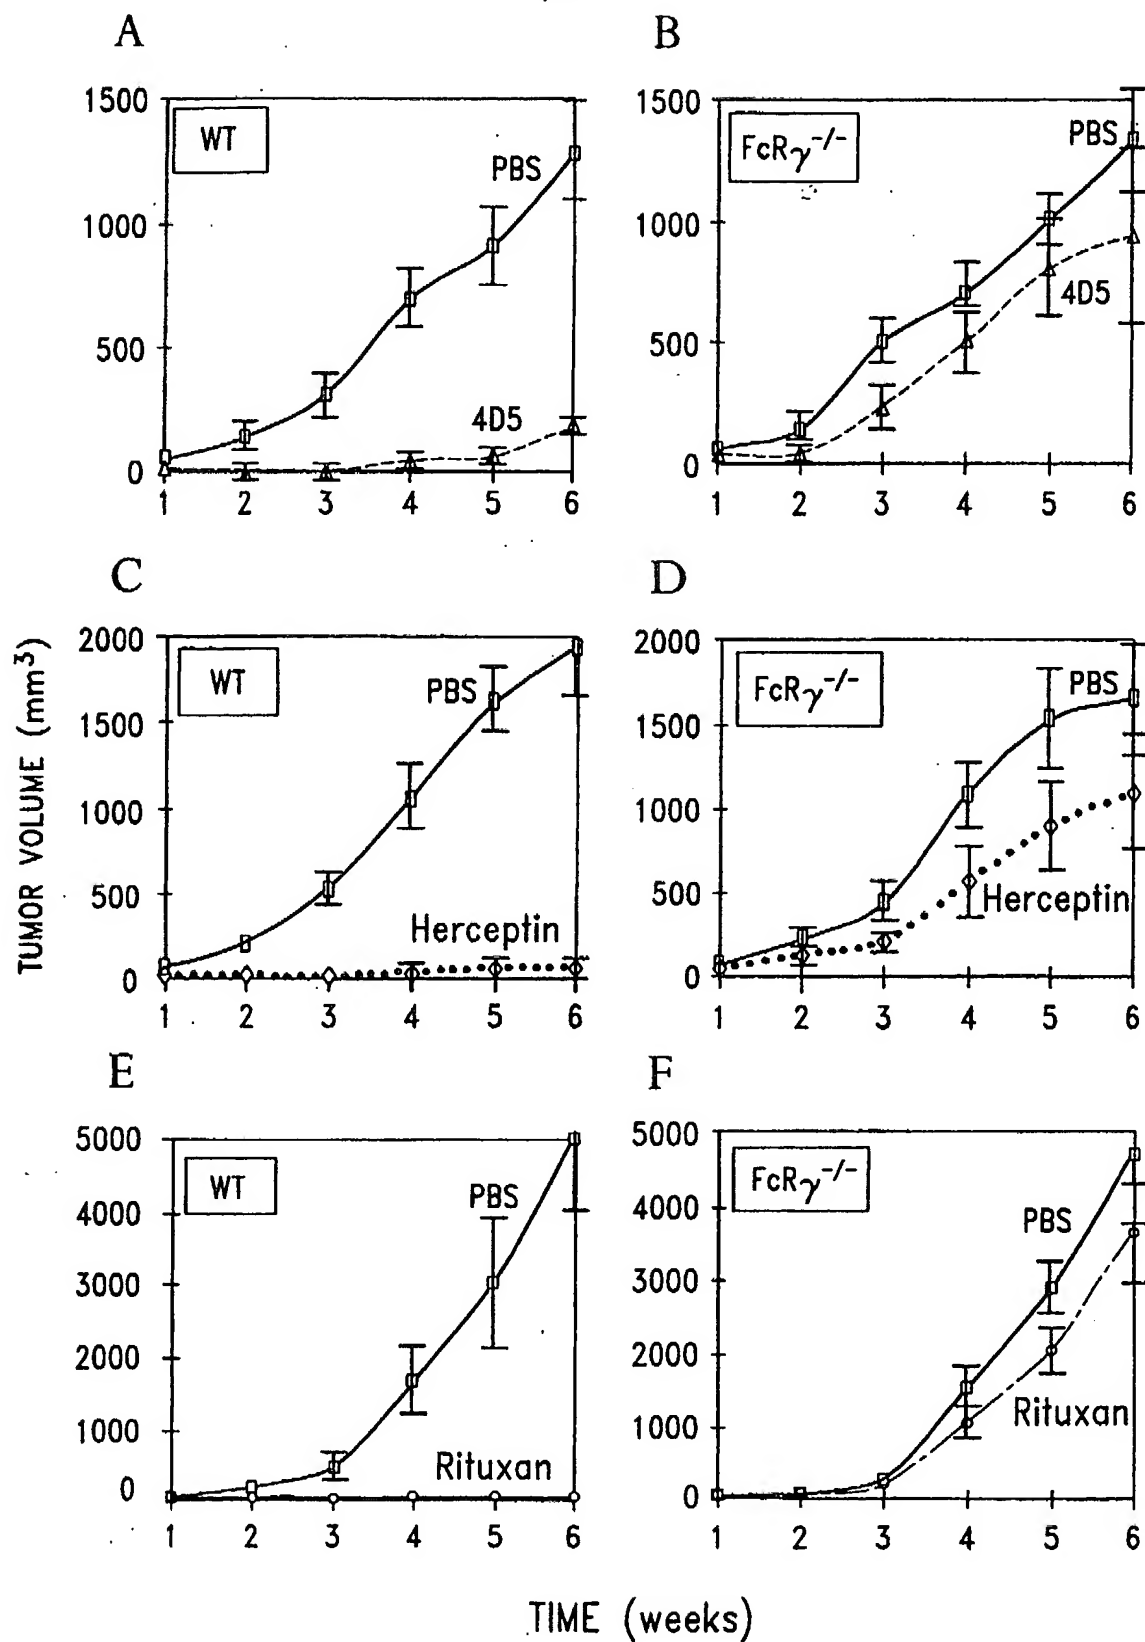 A
B
1500
1000
500
0
WT
PBS
4D5
1 2 3 4 5 6
1500
1000
500
0
FcRγ-/-
PBS
4D5
1 2 3 4 5 6
C
D
2000
1500
1000
500
0
WT
PBS
Herceptin
1 2 3 4 5 6
2000
1500
1000
500
0
FcRγ-/-
PBS
Herceptin
1 2 3 4 5 6
TUMOR VOLUME (mm3)
E
F
5000
4000
3000
2000
1000
0
WT
PBS
Rituxan
1 2 3 4 5 6
5000
4000
3000
2000
1000
0
FcRγ-/-
PBS
Rituxan
1 2 3 4 5 6
TIME (weeks)